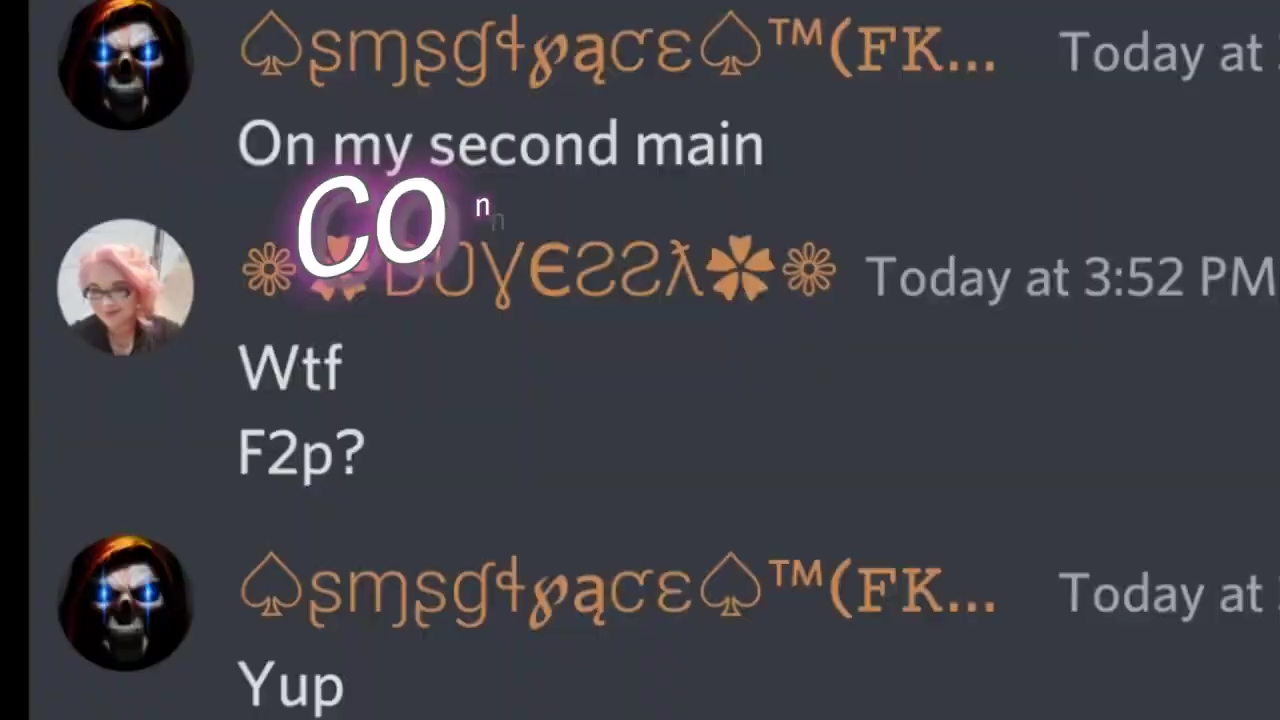 ♤ʂɱʂɠɬ℘ąƈɛ♤™(𝙵𝙺...  Today at
On my second main
CO n
Today at 3:52 PM
Wtf
F2p?
♤ʂɱʂɠɬ℘ąƈɛ♤™(𝙵𝙺...  Today at
Yup